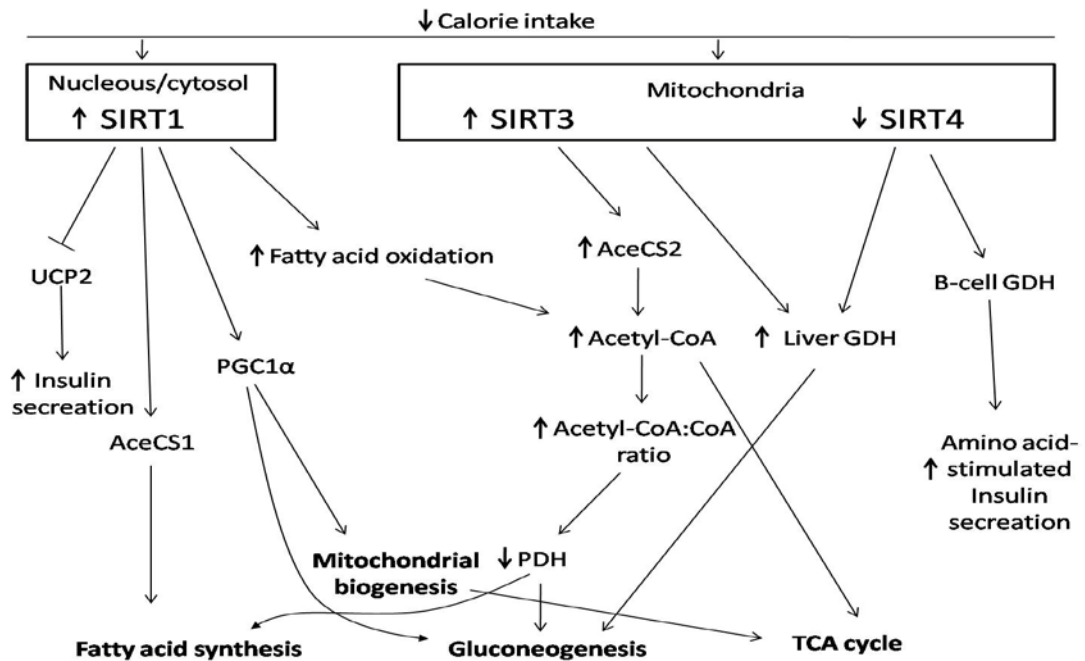 ↓ Calorie intake
Nucleous/cytosol
↑ SIRT1
Mitochondria
↑ SIRT3
↓ SIRT4
↑ Fatty acid oxidation
↑ AceCS2
UCP2
B-cell GDH
↑ Acetyl-CoA
↑ Liver GDH
PGC1α
↑ Insulin
secreation
AceCS1
↑ Acetyl-CoA:CoA
ratio
Amino acid-
↑ stimulated
Insulin
secreation
Mitochondrial
biogenesis
↓ PDH
Fatty acid synthesis
Gluconeogenesis
TCA cycle